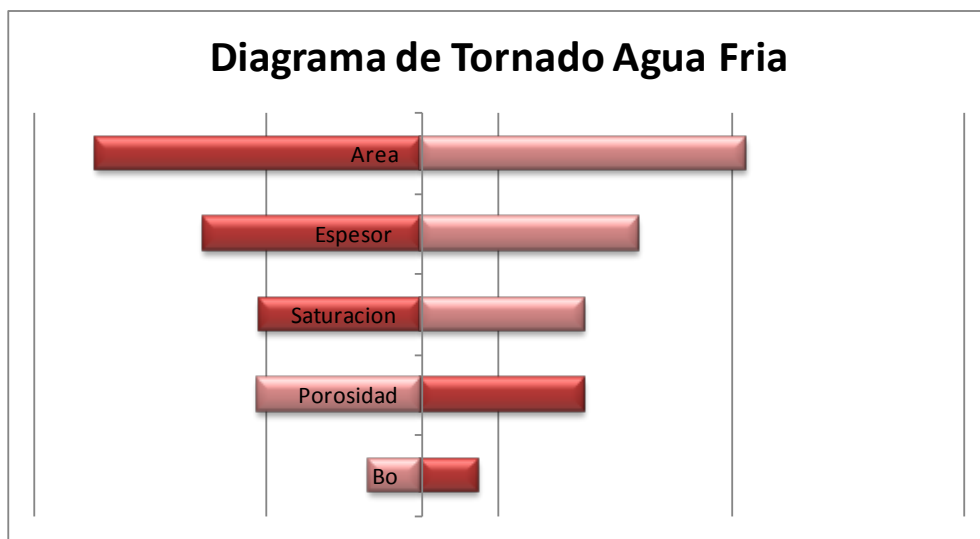 Diagrama de Tornado Agua Fria
Area
Espesor
Saturacion
Porosidad
Bo